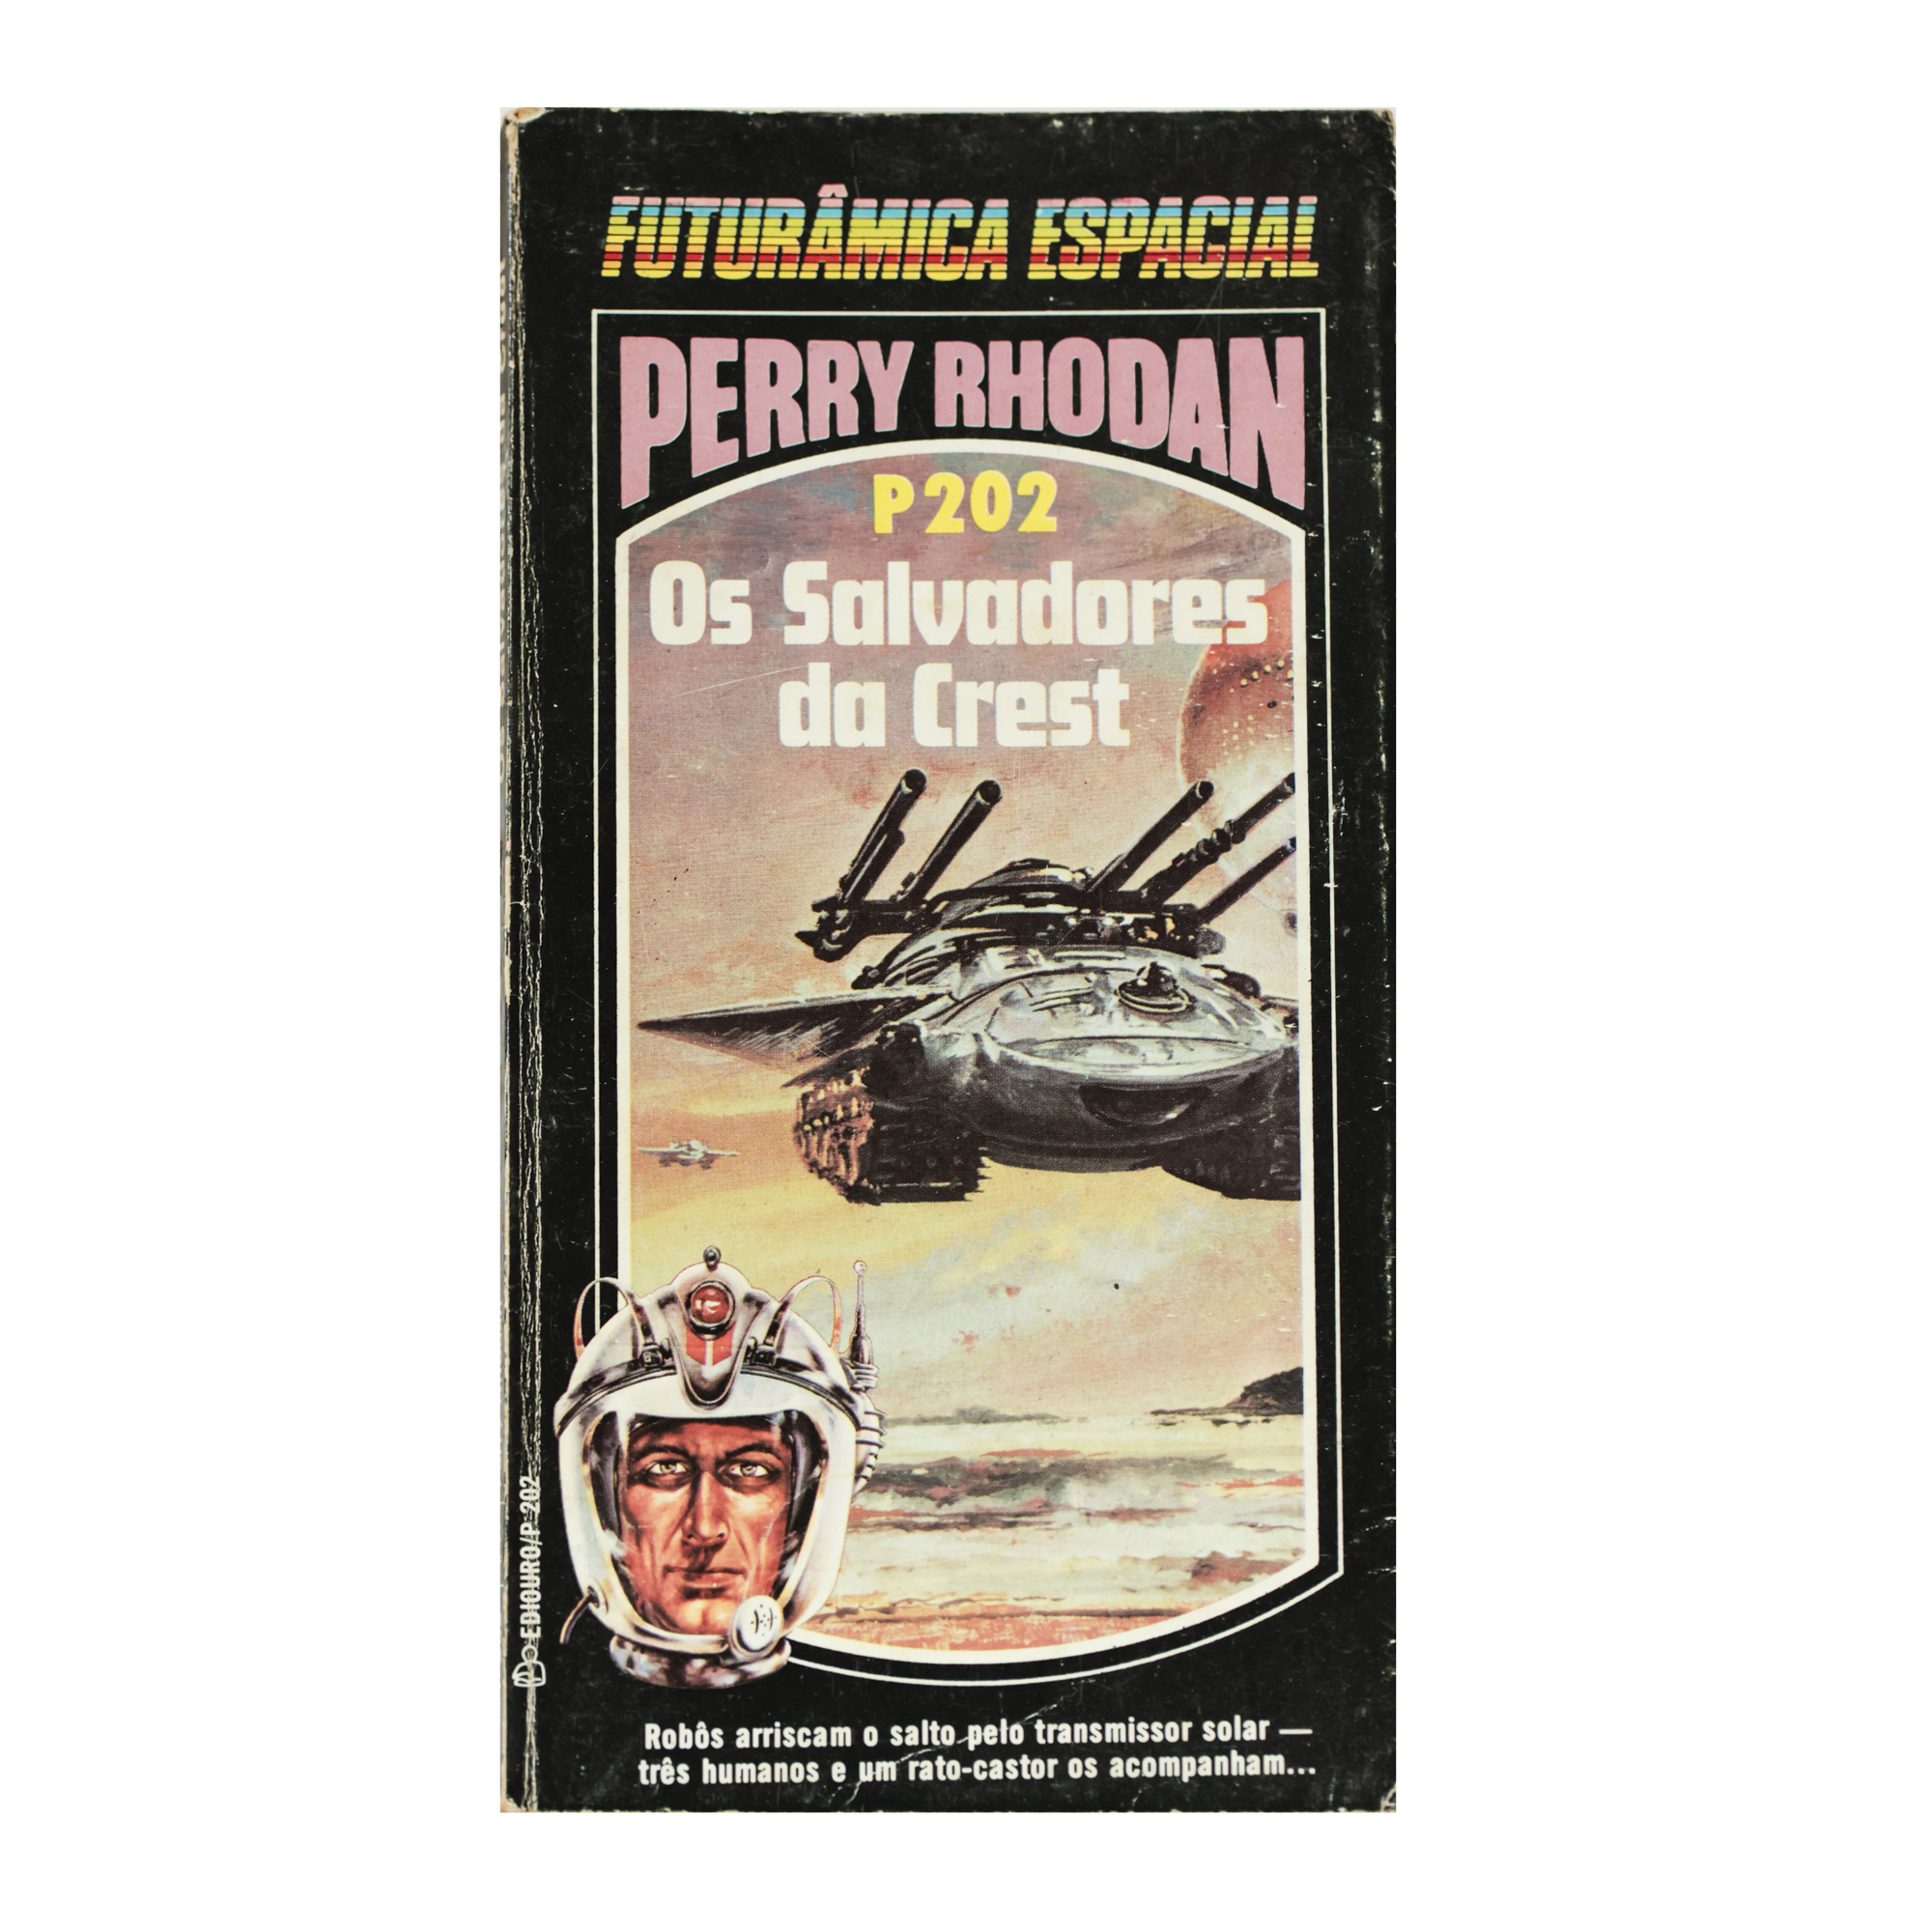 FUTURÂMICA ESPACIAL
PERRY RHODAN
P202
Os Salvadores
da Crest
EDIOURO/P 202
Robôs arriscam o salto pelo transmissor solar —
três humanos e um rato-castor os acompanham...